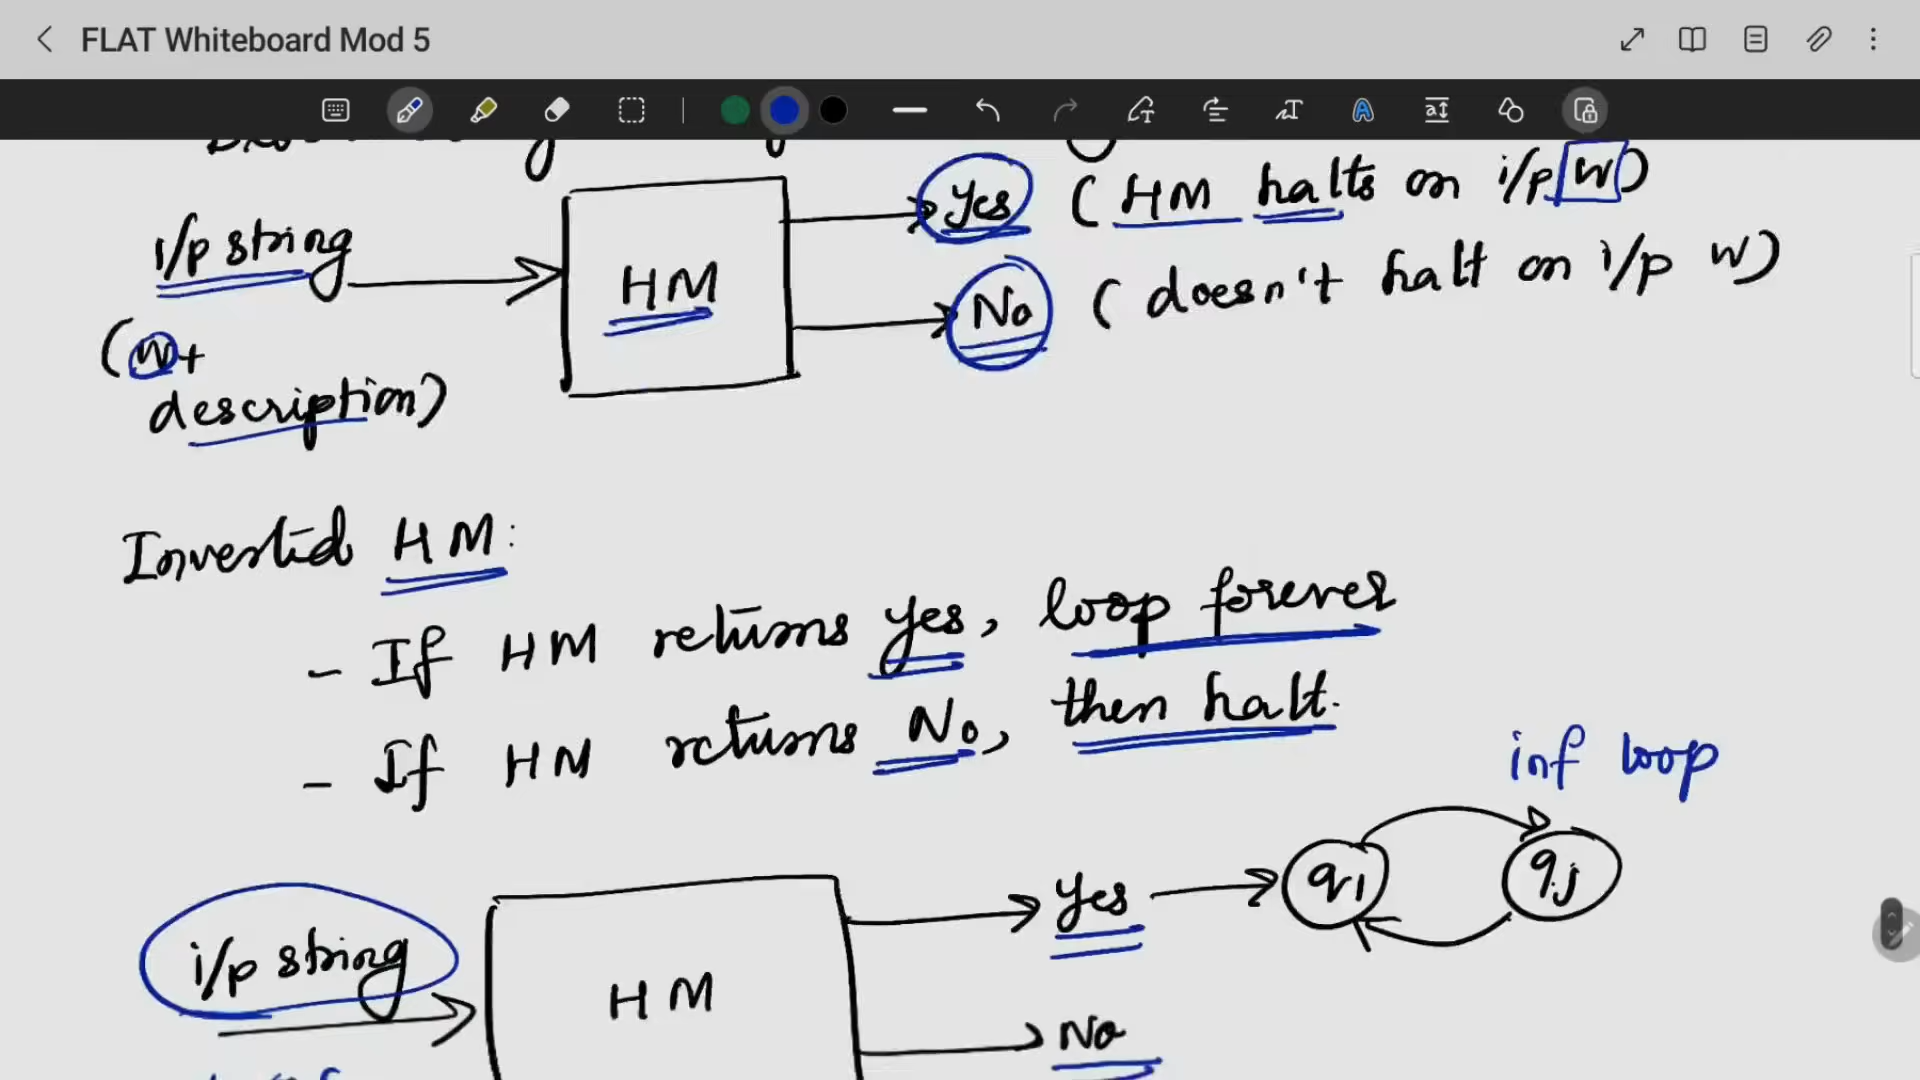 FLAT Whiteboard Mod 5
i/p string
(w+
description)
HM
Yes (HM halts on i/p w)
No (doesn't halt on i/p w)
Inverted HM:
- If HM returns yes, loop forever
- If HM returns No, then halt.
inf loop
i/p string
HM
Yes
qi
qj
No